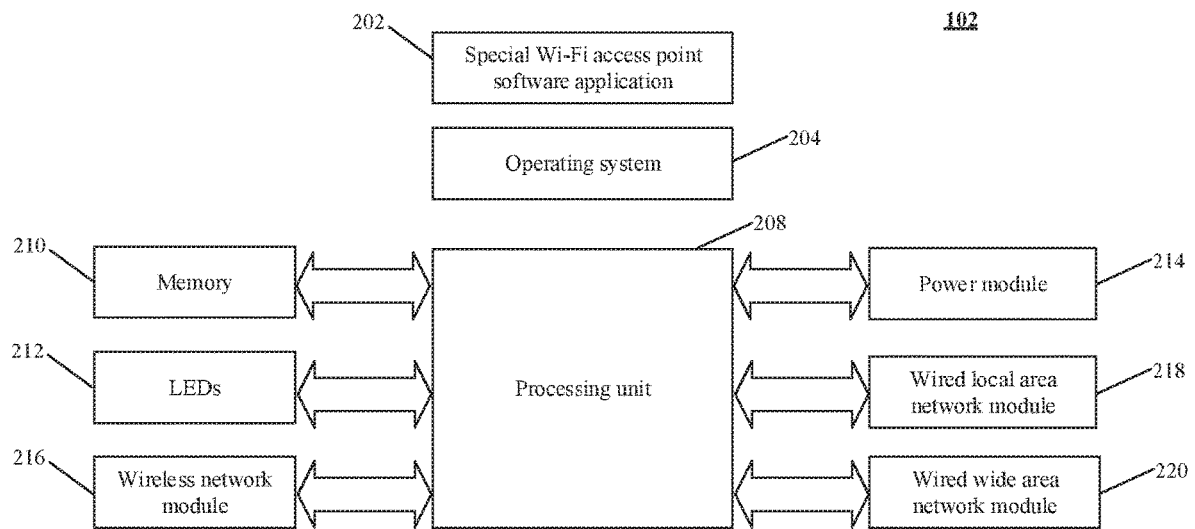 102
202
Special Wi-Fi access point
software application
204
Operating system
208
210
Memory
214
Power module
212
LEDs
Processing unit
218
Wired local area
network module
216
Wireless network
module
220
Wired wide area
network module